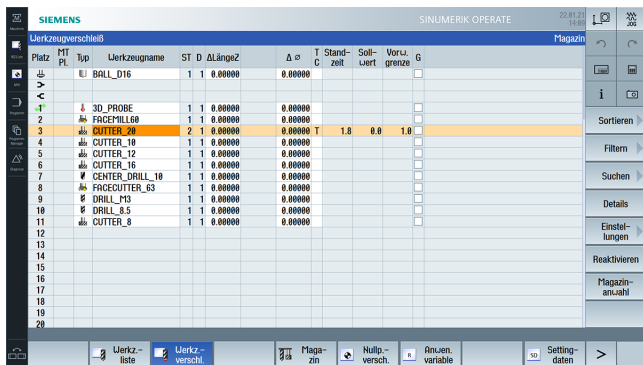 SIEMENS
SINUMERIK OPERATE
22.01.21
14:09
JOG
Werkzeugverschleiß
Magazin
Platz MT Pl. Typ Werkzeugname ST D ΔLängeZ Δ ø T C Stand-zeit Soll-wert Vorw. grenze G
BALL_D16 1 1 0.00000 0.00000
1 3D_PROBE 1 1 0.00000 0.00000
2 FACEMILL60 1 1 0.00000 0.00000
3 CUTTER_20 2 1 0.00000 0.00000 T 1.8 0.0 1.0
4 CUTTER_10 1 1 0.00000 0.00000
5 CUTTER_12 1 1 0.00000 0.00000
6 CUTTER_16 1 1 0.00000 0.00000
7 CENTER_DRILL_10 1 1 0.00000 0.00000
8 FACECUTTER_63 1 1 0.00000 0.00000
9 DRILL_M3 1 1 0.00000 0.00000
10 DRILL_8.5 1 1 0.00000 0.00000
11 CUTTER_8 1 1 0.00000 0.00000
12
13
14
15
16
17
18
19
20
i
Sortieren
Filtern
Suchen
Details
Einstel-
lungen
Reaktivieren
Magazin-
anwahl
Werkz.-
liste
Werkz.-
verschl.
Maga-
zin
Nullp.-
versch.
R Anwen.
variable
SD Setting-
daten
>